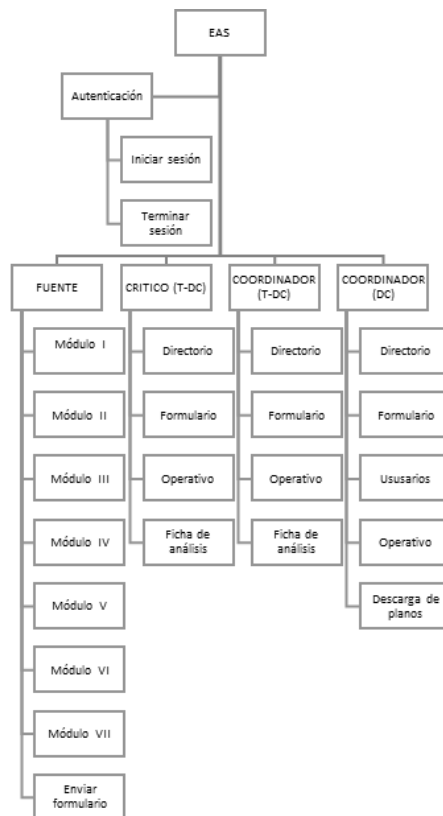 EAS
Autenticación
Iniciar sesión
Terminar
sesión
FUENTE
CRITICO (T-DC)
COORDINADOR
(T-DC)
COORDINADOR
(DC)
Módulo I
Módulo II
Módulo III
Módulo IV
Módulo V
Módulo VI
Módulo VII
Enviar
formulario
Directorio
Formulario
Operativo
Ficha de
análisis
Directorio
Formulario
Operativo
Ficha de
análisis
Directorio
Formulario
Ususarios
Operativo
Descarga de
planos